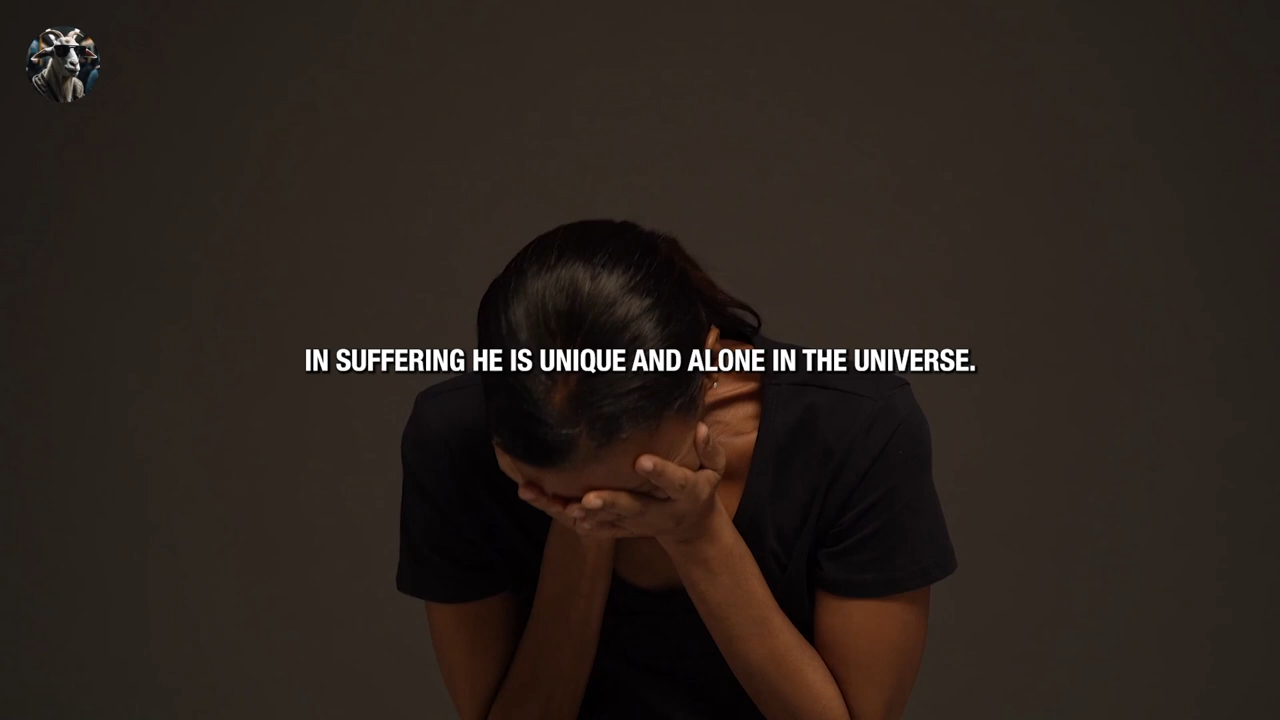 IN SUFFERING HE IS UNIQUE AND ALONE IN THE UNIVERSE.